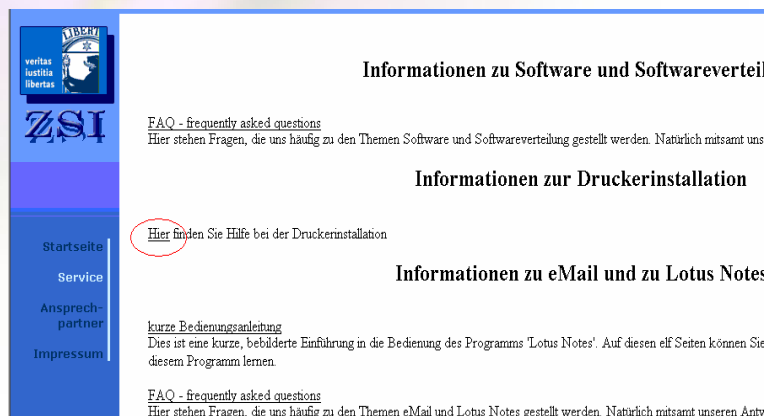 LIBERT
veritas
iustitia
libertas
ZSI
Startseite
Service
Ansprech-
partner
Impressum
Informationen zu Software und Softwareverteil
FAQ - frequently asked questions
Hier stehen Fragen, die uns häufig zu den Themen Software und Softwareverteilung gestellt werden. Natürlich mitsamt uns
Informationen zur Druckerinstallation
Hier finden Sie Hilfe bei der Druckerinstallation
Informationen zu eMail und zu Lotus Notes
kurze Bedienungsanleitung
Dies ist eine kurze, bebilderte Einführung in die Bedienung des Programms 'Lotus Notes'. Auf diesen elf Seiten können Sie
diesem Programm lernen.
FAQ - frequently asked questions
Hier stehen Fragen, die uns häufig zu den Themen eMail und Lotus Notes gestellt werden. Natürlich mitsamt unseren Antw